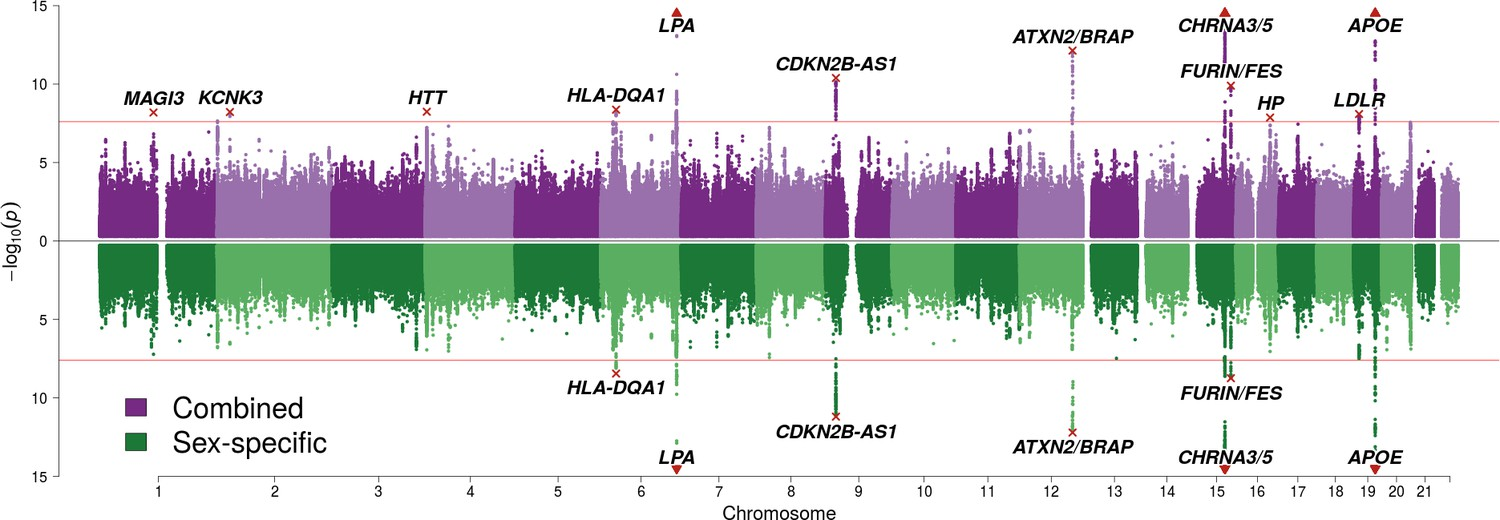 15
LPA
CHRNA3/5
APOE
ATXN2/BRAP
CDKN2B-AS1
FURIN/FES
10
MAGI3
KCNK3
HTT
HLA-DQA1
HP
LDLR
5
−log10(p)
0
5
HLA-DQA1
FURIN/FES
10
Combined
CDKN2B-AS1
Sex-specific
ATXN2/BRAP
LPA
CHRNA3/5
APOE
15
1 2 3 4 5 6 7 8 9 10 11 12 13 14 15 16 17 18 19 20 21
Chromosome